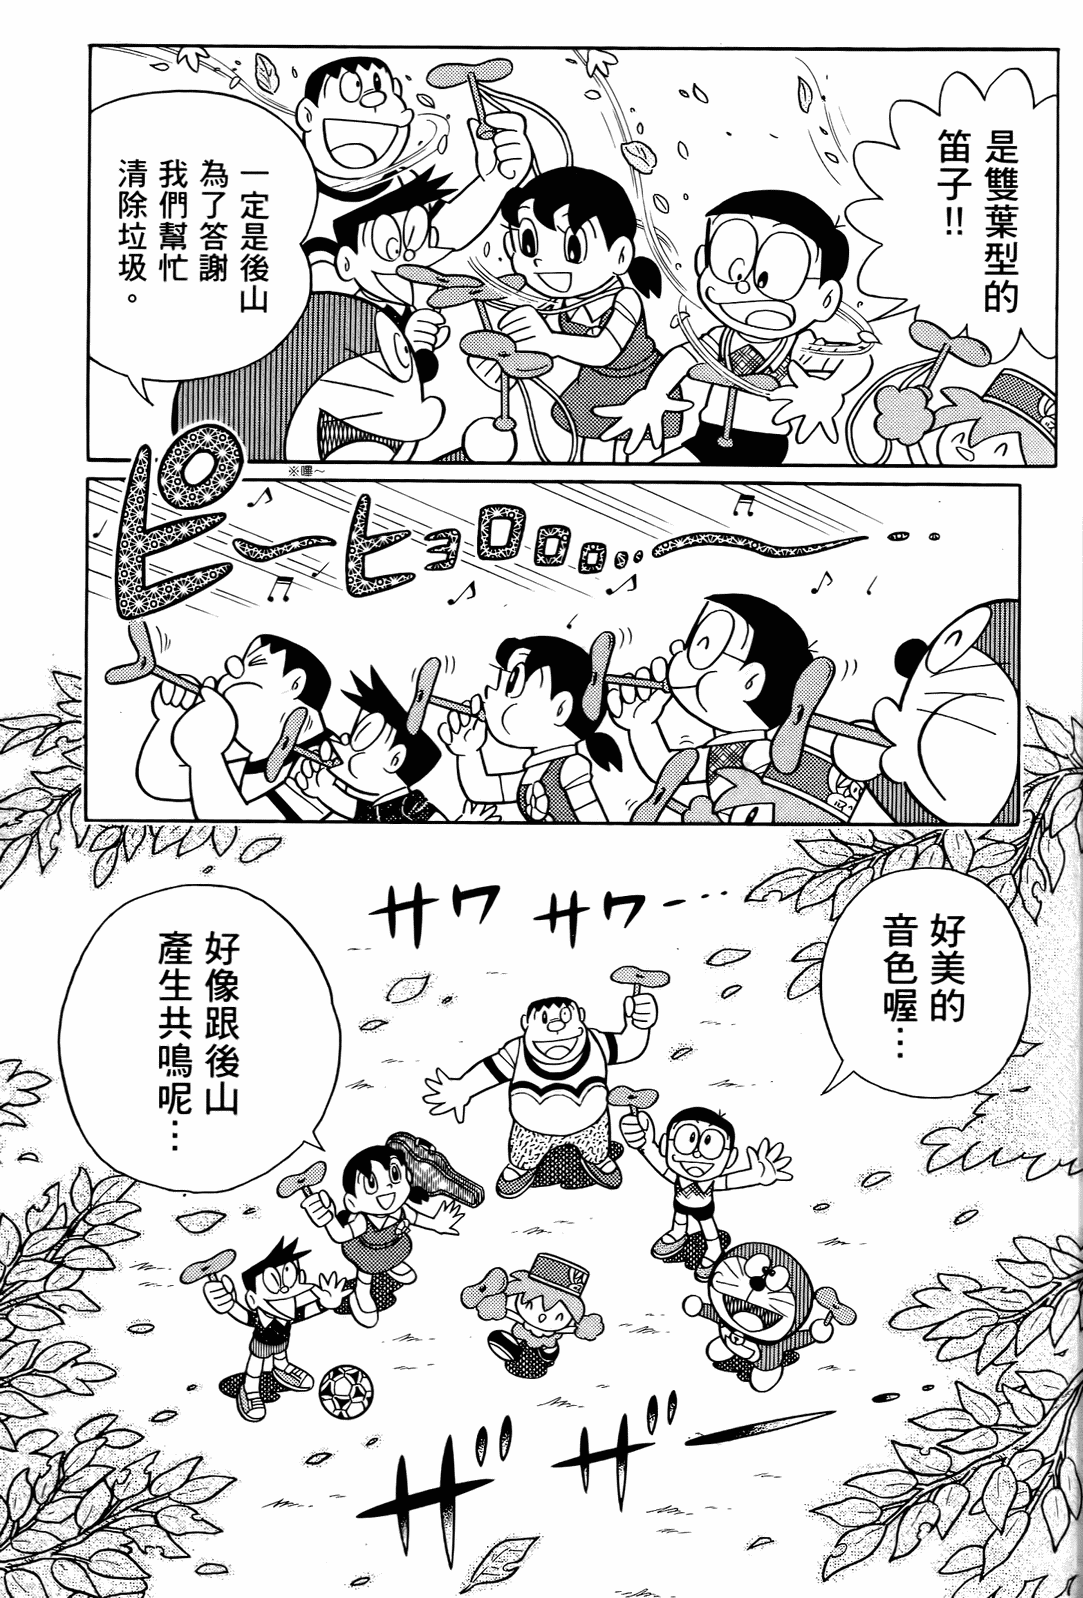 是雙葉型的
笛子!!
一定是後山
為了答謝
我們幫忙
清除垃圾。
※嗶～
ピーヒョロロロ…～…
好美的
音色喔…
好像跟後山
產生共鳴呢…
サワ サワー…
ザザー